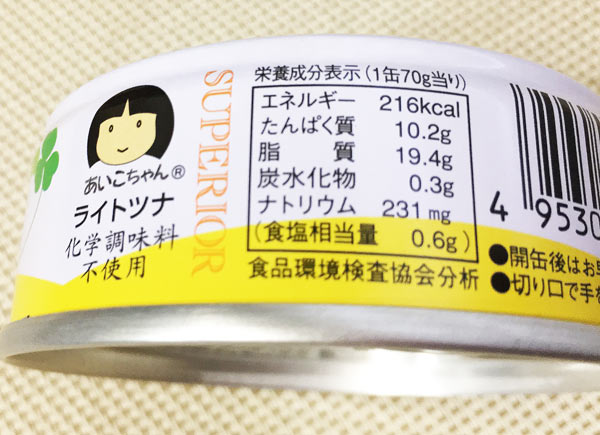 あいこちゃん®
ライトツナ
化学調味料
不使用
SUPERIOR
栄養成分表示(1缶70g当り)
エネルギー 216kcal
たんぱく質 10.2g
脂 質 19.4g
炭水化物 0.3g
ナトリウム 231mg
(食塩相当量 0.6g)
食品環境検査協会分析
4 9530
●開缶後はお早
●切り口で手を